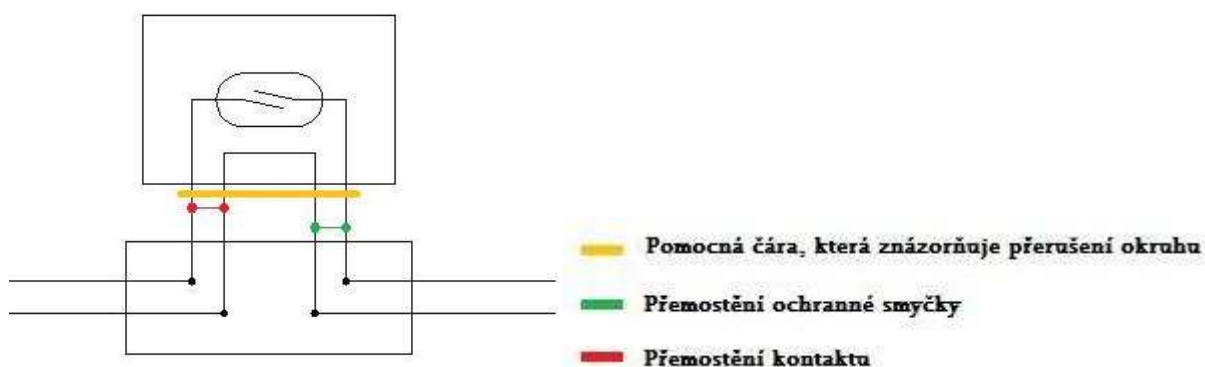 Pomocná čára, která znázorňuje přerušení okruhu
Přemostění ochranné smyčky
Přemostění kontaktu